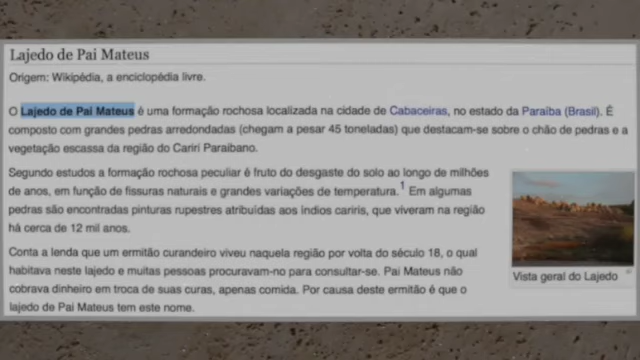 Lajedo de Pai Mateus
Origem: Wikipédia, a enciclopédia livre.
O Lajedo de Pai Mateus é uma formação rochosa localizada na cidade de Cabaceiras, no estado da Paraíba (Brasil). É
composto com grandes pedras arredondadas (chegam a pesar 45 toneladas) que destacam-se sobre o chão de pedras e a
vegetação escassa da região do Cariri Paraibano.
Segundo estudos a formação rochosa peculiar é fruto do desgaste do solo ao longo de milhões
de anos, em função de fissuras naturais e grandes variações de temperatura.1 Em algumas
pedras são encontradas pinturas rupestres atribuídas aos índios cariris, que viveram na região
há cerca de 12 mil anos.
Conta a lenda que um ermitão curandeiro viveu naquela região por volta do século 18, o qual
habitava neste lajedo e muitas pessoas procuravam-no para consultar-se. Pai Mateus não
cobrava dinheiro em troca de suas curas, apenas comida. Por causa deste ermitão é que o
lajedo de Pai Mateus tem este nome.
Vista geral do Lajedo